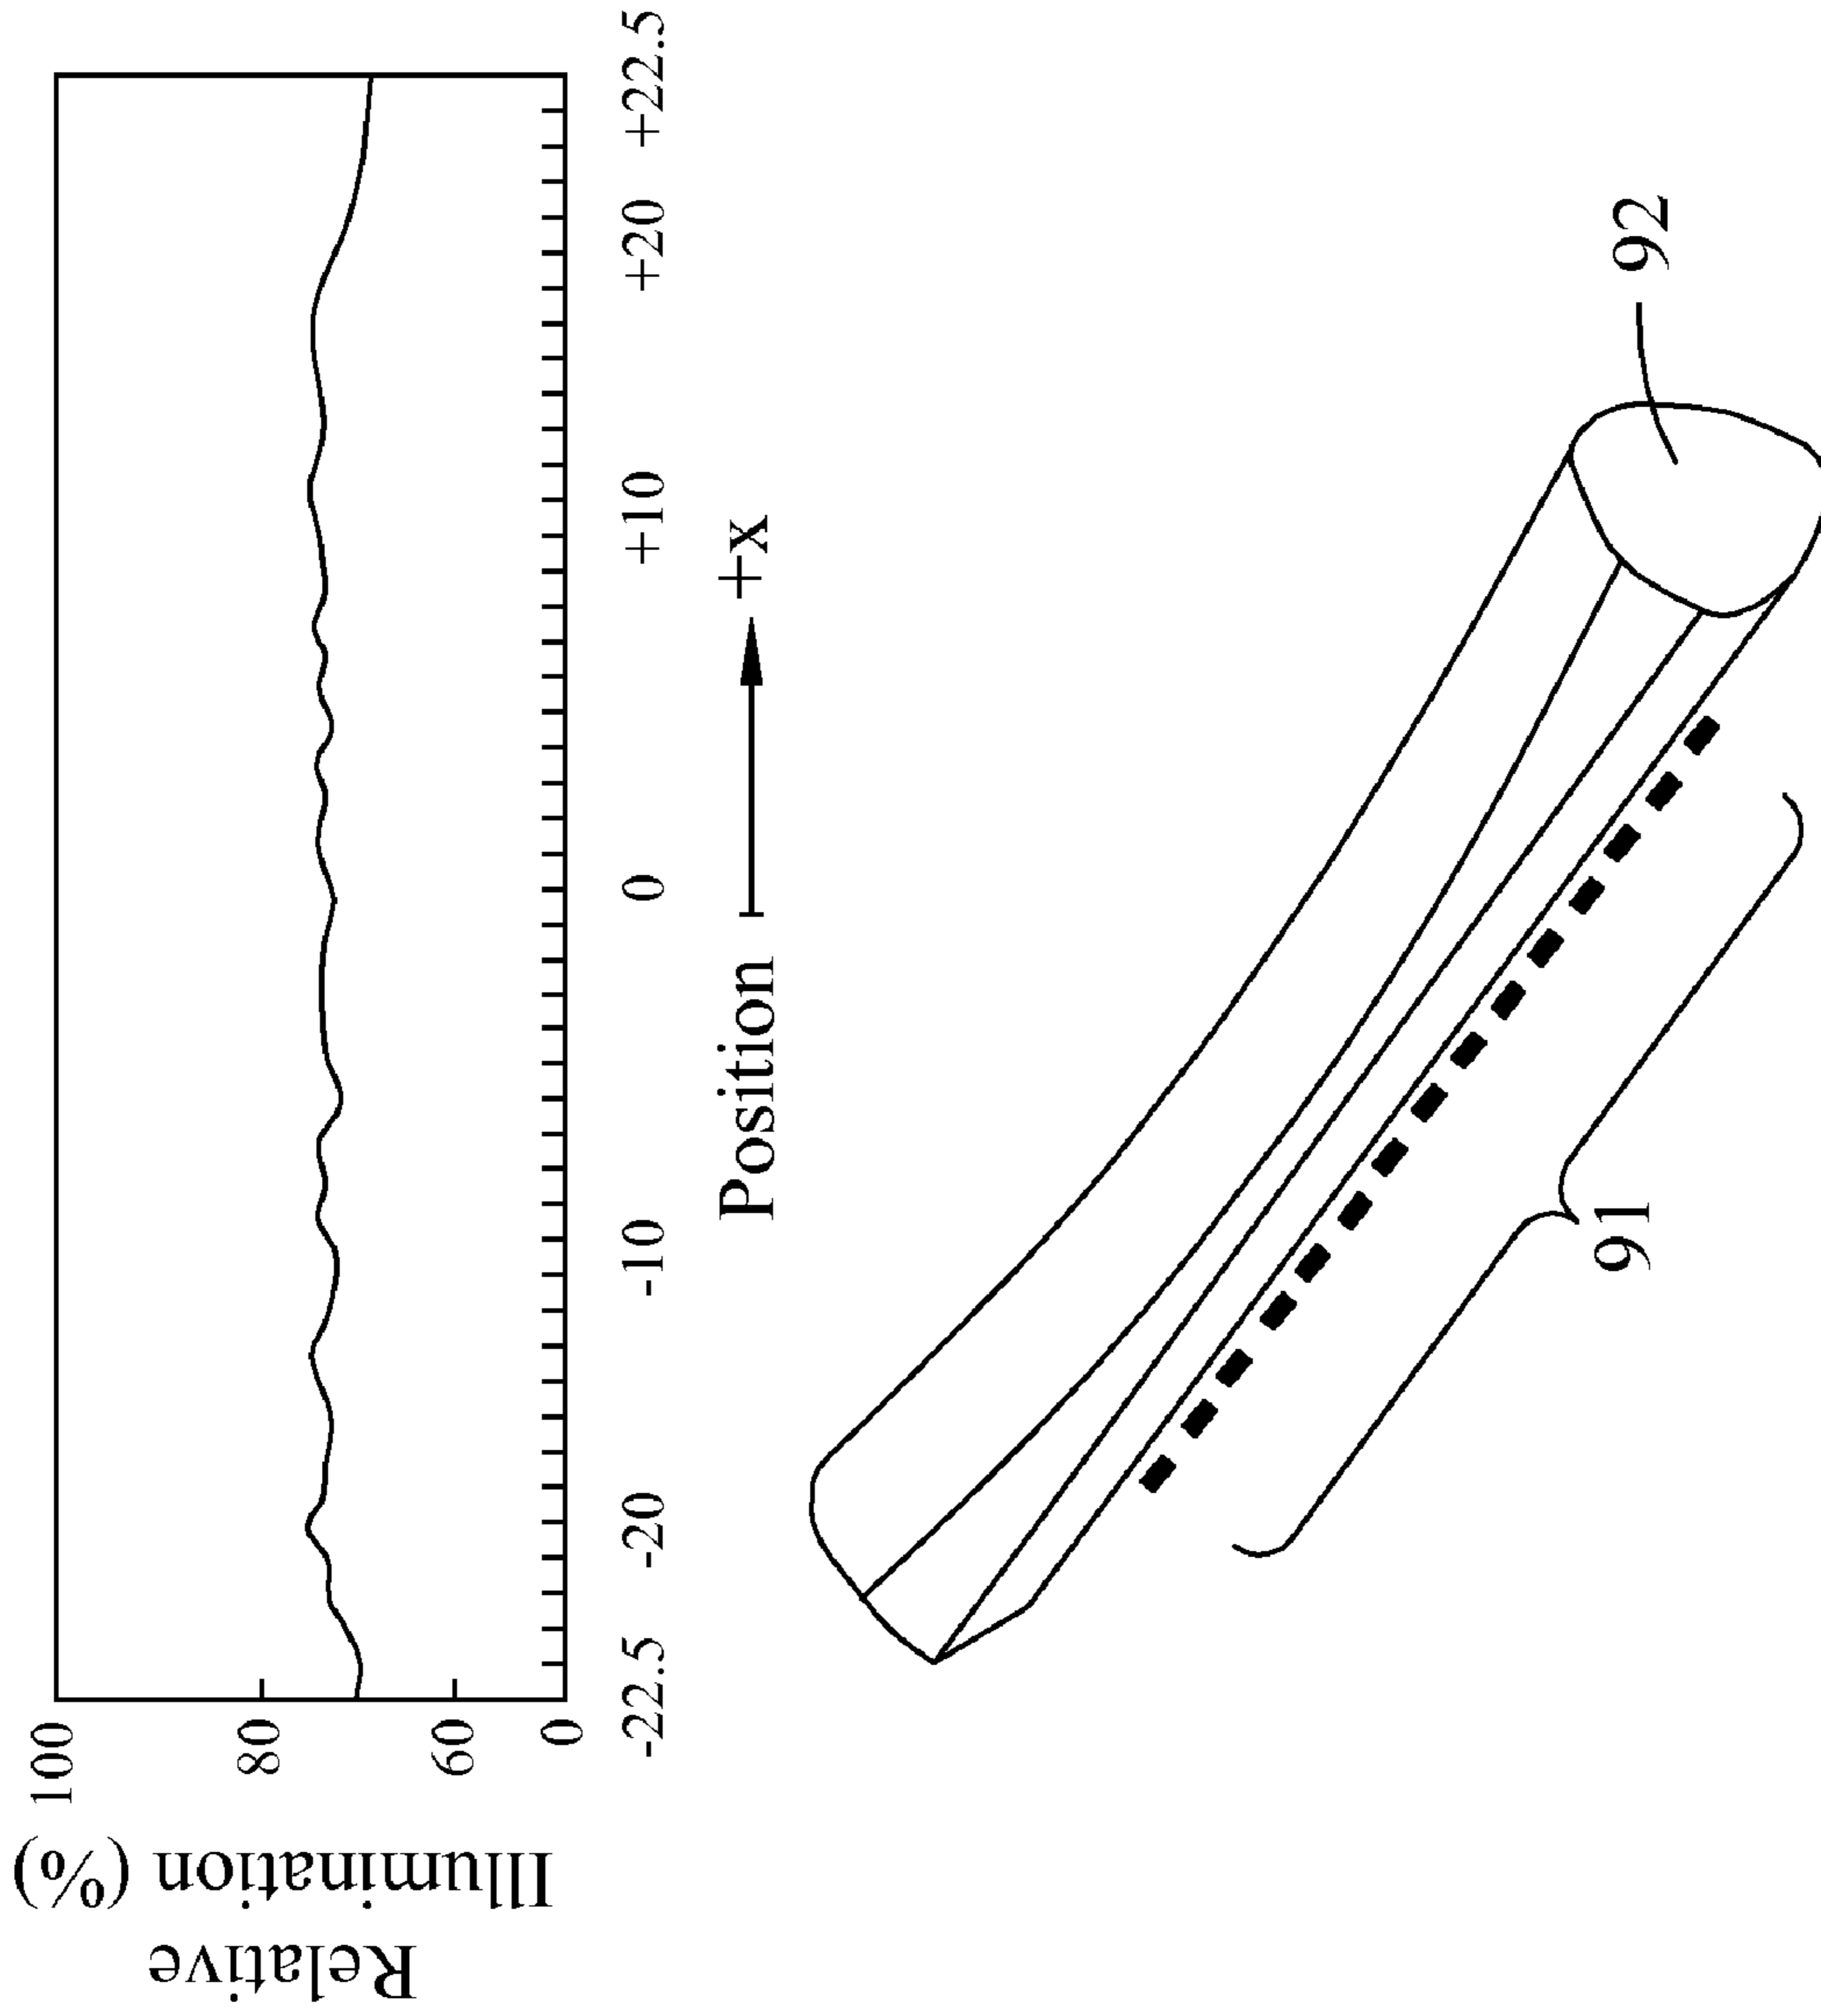 Relative
Illumination (%)
100
80
60
0
-22.5 -20 -10 0 +10 +20 +22.5
Position +x
91
92